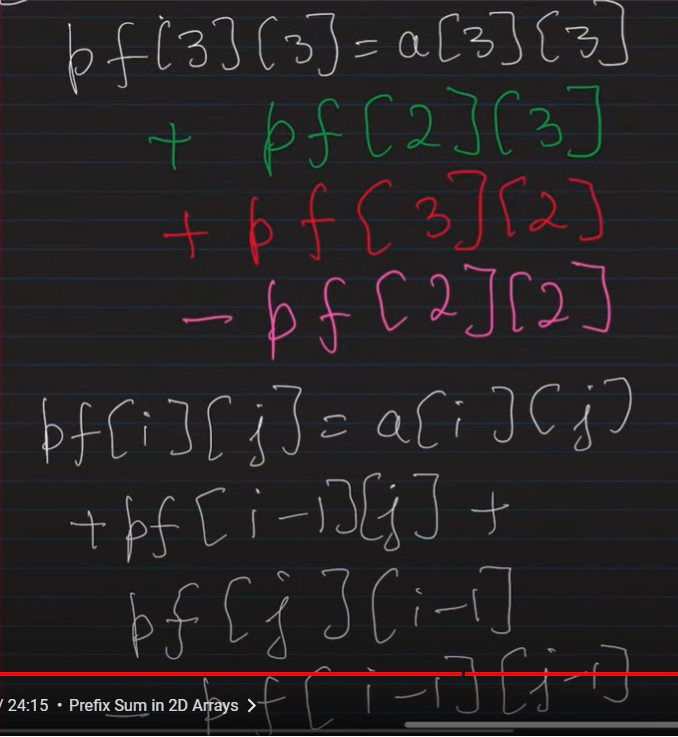 pf[3][3] = a[3][3]
+ pf[2][3]
+ pf[3][2]
- pf[2][2]
pf[i][j] = a[i][j]
+ pf[i-1][j] +
pf[j][i-1]
- pf[i-1][j-1]
/ 24:15 • Prefix Sum in 2D Arrays >